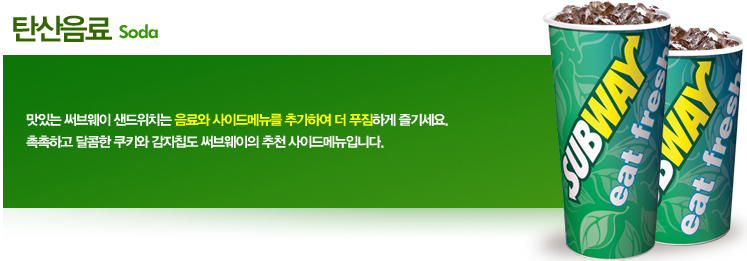 탄산음료 Soda
맛있는 써브웨이 샌드위치는 음료와 사이드메뉴를 추가하여 더 푸짐하게 즐기세요.
촉촉하고 달콤한 쿠키와 감자칩도 써브웨이의 추천 사이드메뉴입니다.
SUBWAY
eat fresh
SUBWAY
eat fresh